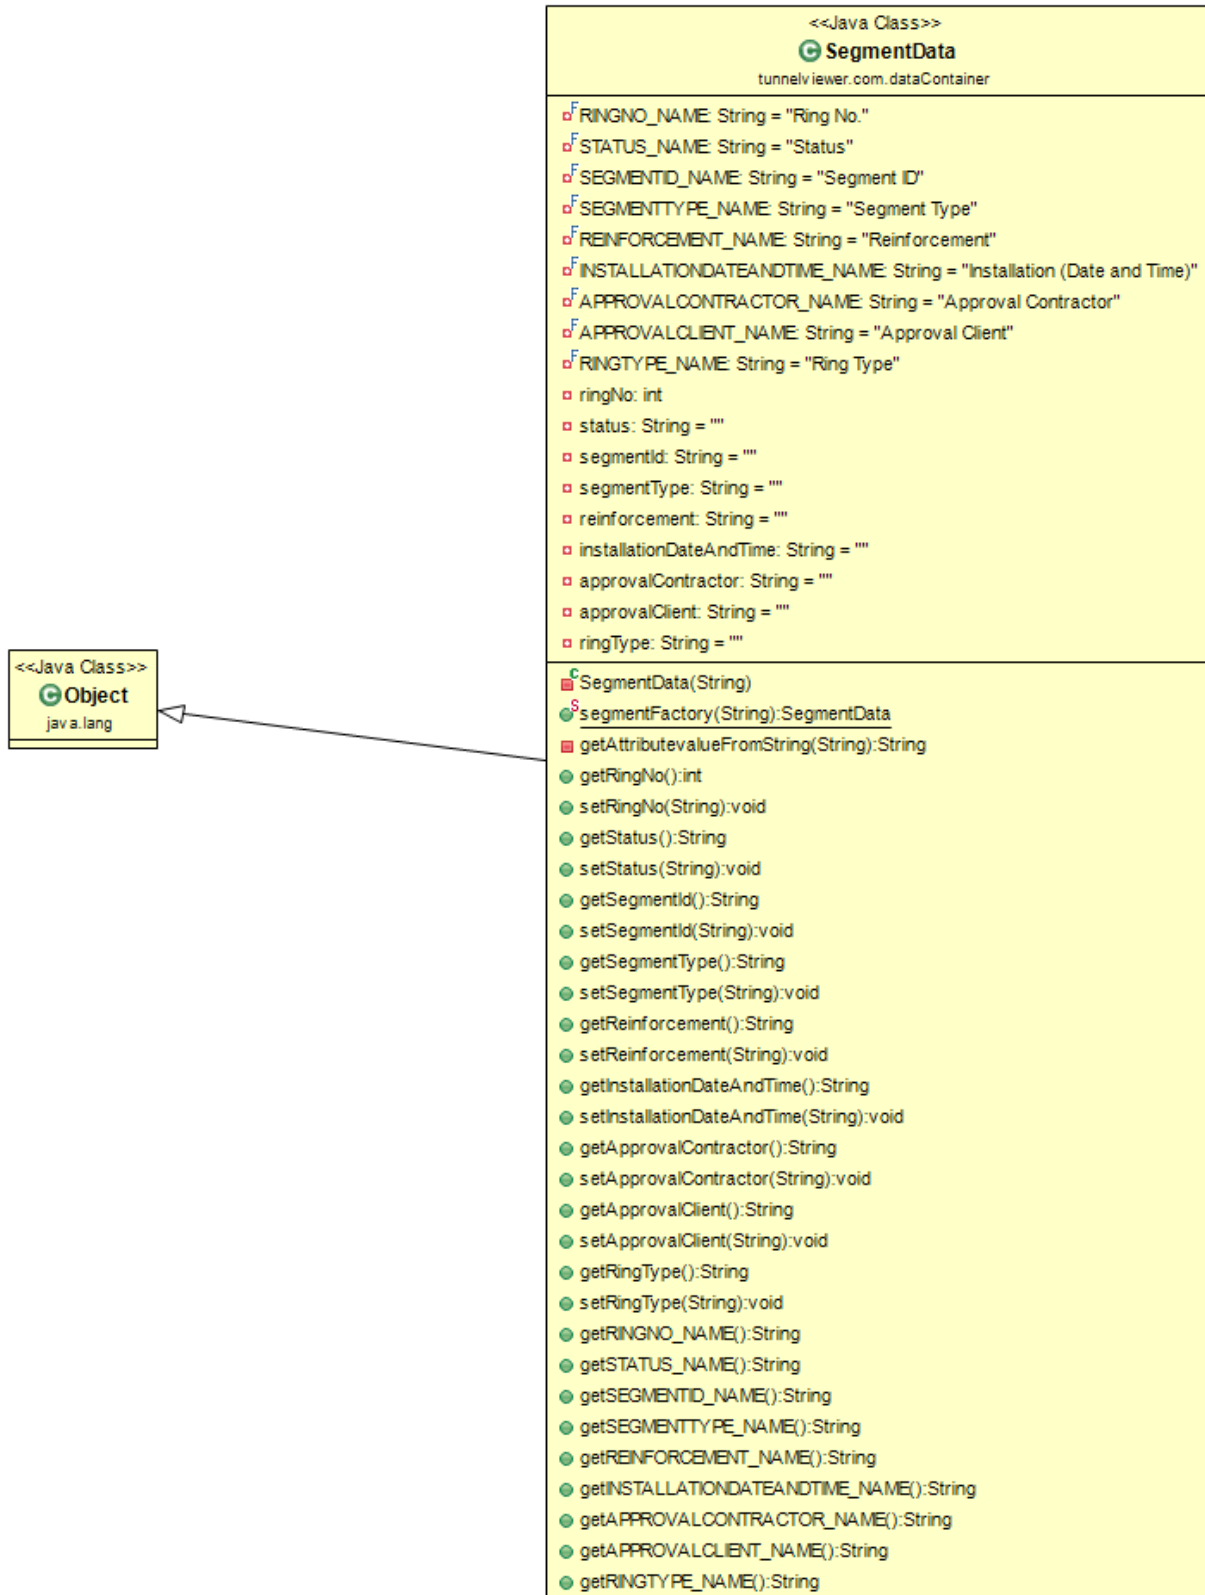 <<Java Class>>
SegmentData
tunnelviewer.com.dataContainer
RINGNO_NAME: String = "Ring No."
STATUS_NAME: String = "Status"
SEGMENTID_NAME: String = "Segment ID"
SEGMENTTYPE_NAME: String = "Segment Type"
REINFORCEMENT_NAME: String = "Reinforcement"
INSTALLATIONDATEANDTIME_NAME: String = "Installation (Date and Time)"
APPROVALCONTRACTOR_NAME: String = "Approval Contractor"
APPROVALCLIENT_NAME: String = "Approval Client"
RINGTYPE_NAME: String = "Ring Type"
ringNo: int
status: String = ""
segmentId: String = ""
segmentType: String = ""
reinforcement: String = ""
installationDateAndTime: String = ""
approvalContractor: String = ""
approvalClient: String = ""
ringType: String = ""
<<Java Class>>
Object
java.lang
SegmentData(String)
segmentFactory(String):SegmentData
getAttributevalueFromString(String):String
getRingNo():int
setRingNo(String):void
getStatus():String
setStatus(String):void
getSegmentId():String
setSegmentId(String):void
getSegmentType():String
setSegmentType(String):void
getReinforcement():String
setReinforcement(String):void
getInstallationDateAndTime():String
setInstallationDateAndTime(String):void
getApprovalContractor():String
setApprovalContractor(String):void
getApprovalClient():String
setApprovalClient(String):void
getRingType():String
setRingType(String):void
getRINGNO_NAME():String
getSTATUS_NAME():String
getSEGMENTID_NAME():String
getSEGMENTTYPE_NAME():String
getREINFORCEMENT_NAME():String
getINSTALLATIONDATEANDTIME_NAME():String
getAPPROVALCONTRACTOR_NAME():String
getAPPROVALCLIENT_NAME():String
getRINGTYPE_NAME():String